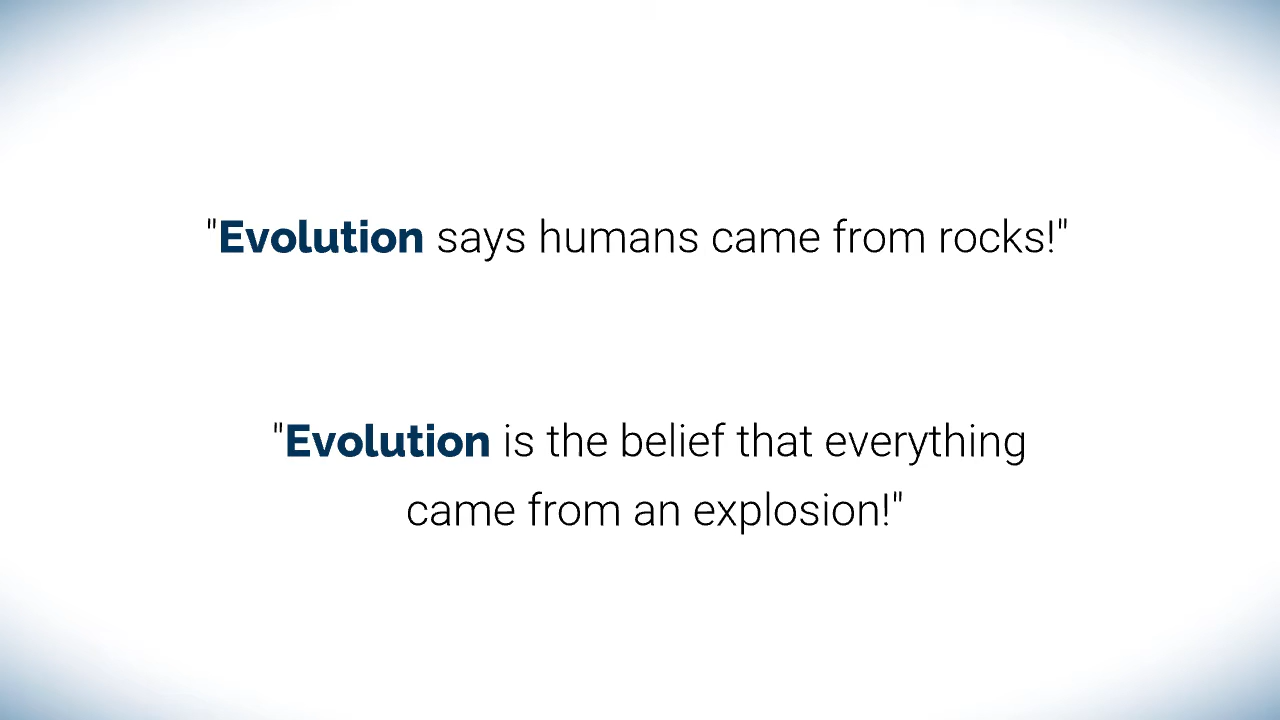 "Evolution says humans came from rocks!"
"Evolution is the belief that everything
came from an explosion!"